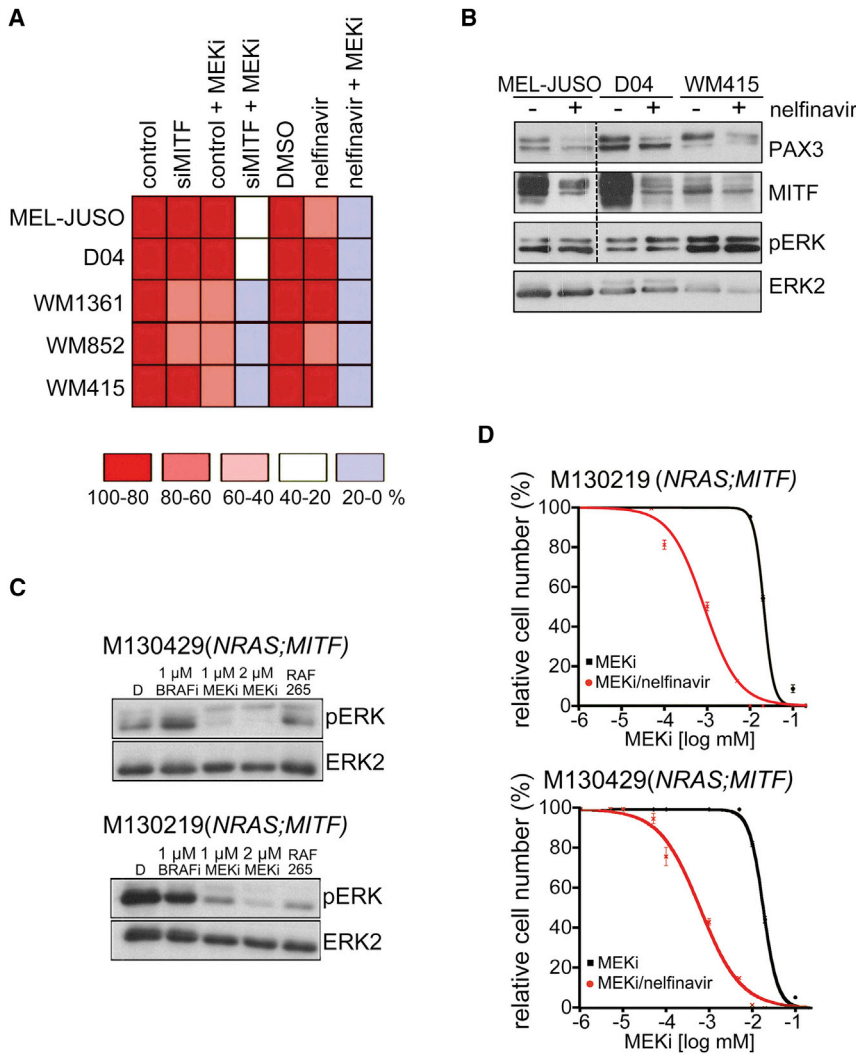 A
control
siMITF
control + MEKi
siMITF + MEKi
DMSO
nelfinavir
nelfinavir + MEKi
MEL-JUSO
D04
WM1361
WM852
WM415
100-80 80-60 60-40 40-20 20-0 %
B
MEL-JUSO D04 WM415
- + - + - + nelfinavir
PAX3
MITF
pERK
ERK2
C
M130429(NRAS;MITF)
1 µM 1 µM 2 µM RAF
D BRAFi MEKi MEKi 265
pERK
ERK2
M130219(NRAS;MITF)
1 µM 1 µM 2 µM RAF
D BRAFi MEKi MEKi 265
pERK
ERK2
D
M130219 (NRAS;MITF)
relative cell number (%)
100
80
60
40
20
0
MEKi
MEKi/nelfinavir
-6 -5 -4 -3 -2 -1
MEKi [log mM]
M130429(NRAS;MITF)
relative cell number (%)
100
80
60
40
20
0
MEKi
MEKi/nelfinavir
-6 -5 -4 -3 -2 -1
MEKi [log mM]